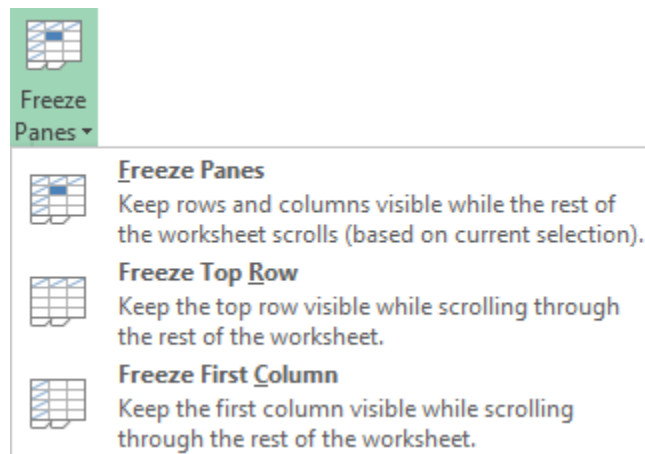 Freeze
Panes
Freeze Panes
Keep rows and columns visible while the rest of
the worksheet scrolls (based on current selection).
Freeze Top Row
Keep the top row visible while scrolling through
the rest of the worksheet.
Freeze First Column
Keep the first column visible while scrolling
through the rest of the worksheet.